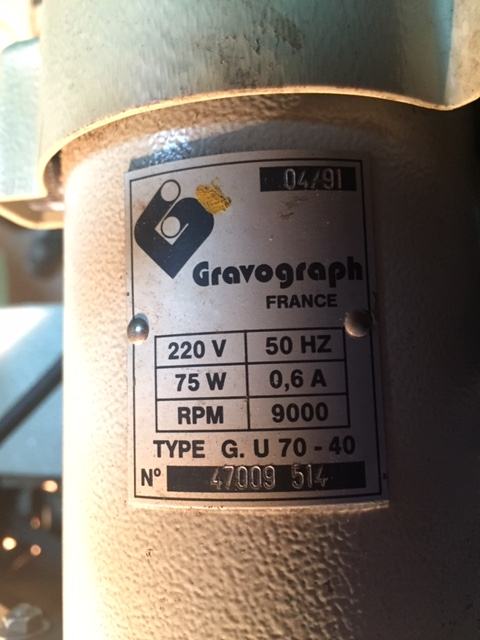 04/91
Gravograph
FRANCE
220 V 50 HZ
75 W 0,6 A
RPM 9000
TYPE G. U 70 - 40
N° 47009 514